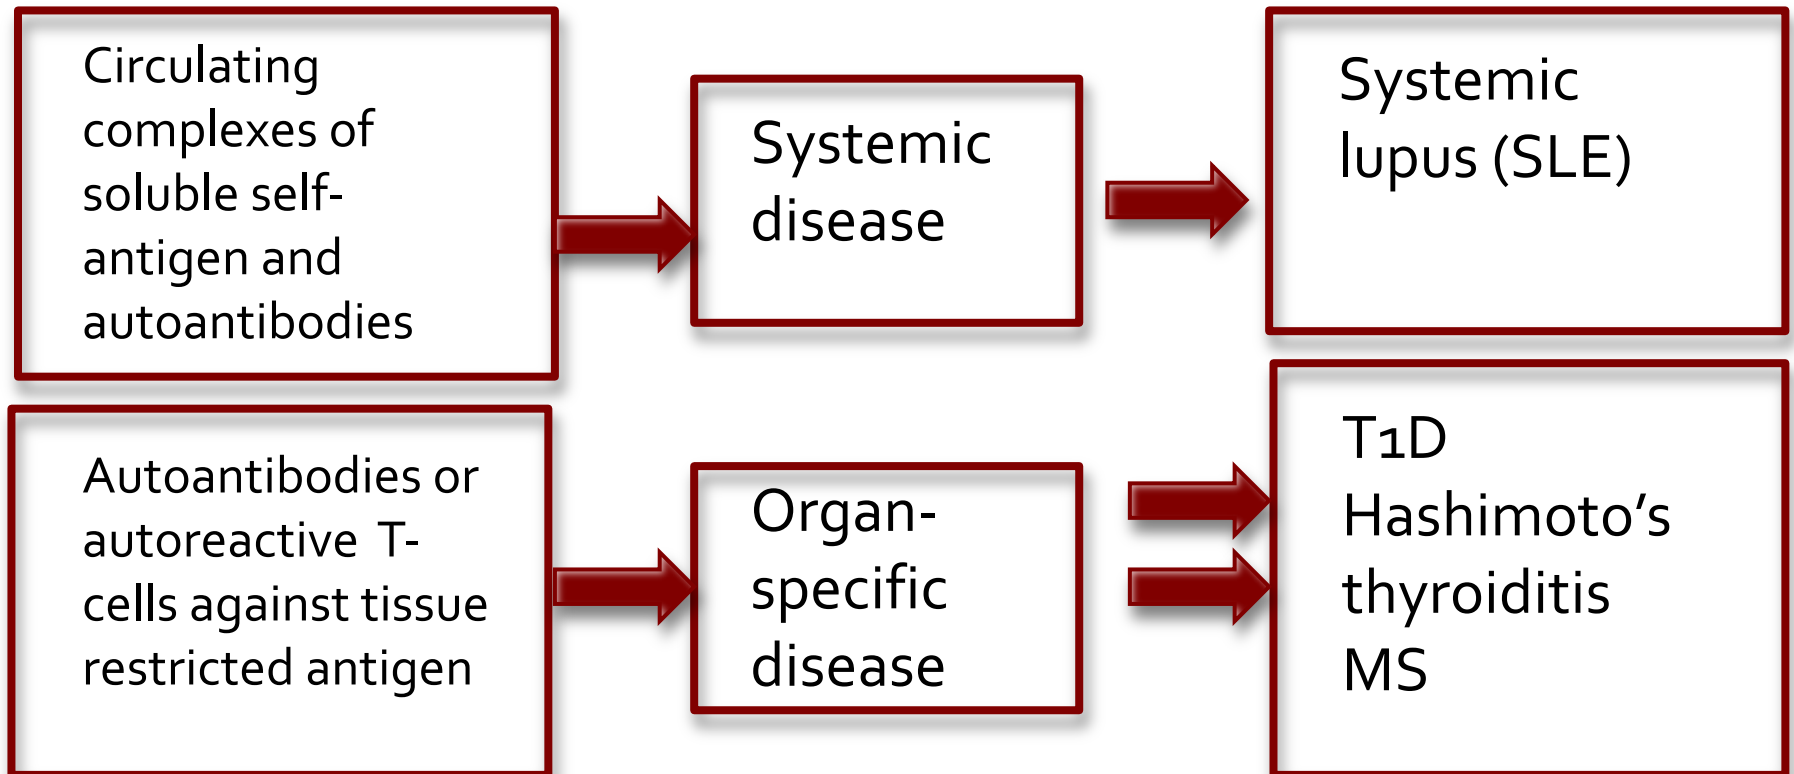 Circulating
complexes of
soluble self-
antigen and
autoantibodies
Systemic
disease
Systemic
lupus (SLE)
Autoantibodies or
autoreactive  T-
cells against tissue
restricted antigen
Organ-
specific
disease
T1D
Hashimoto’s
thyroiditis
MS